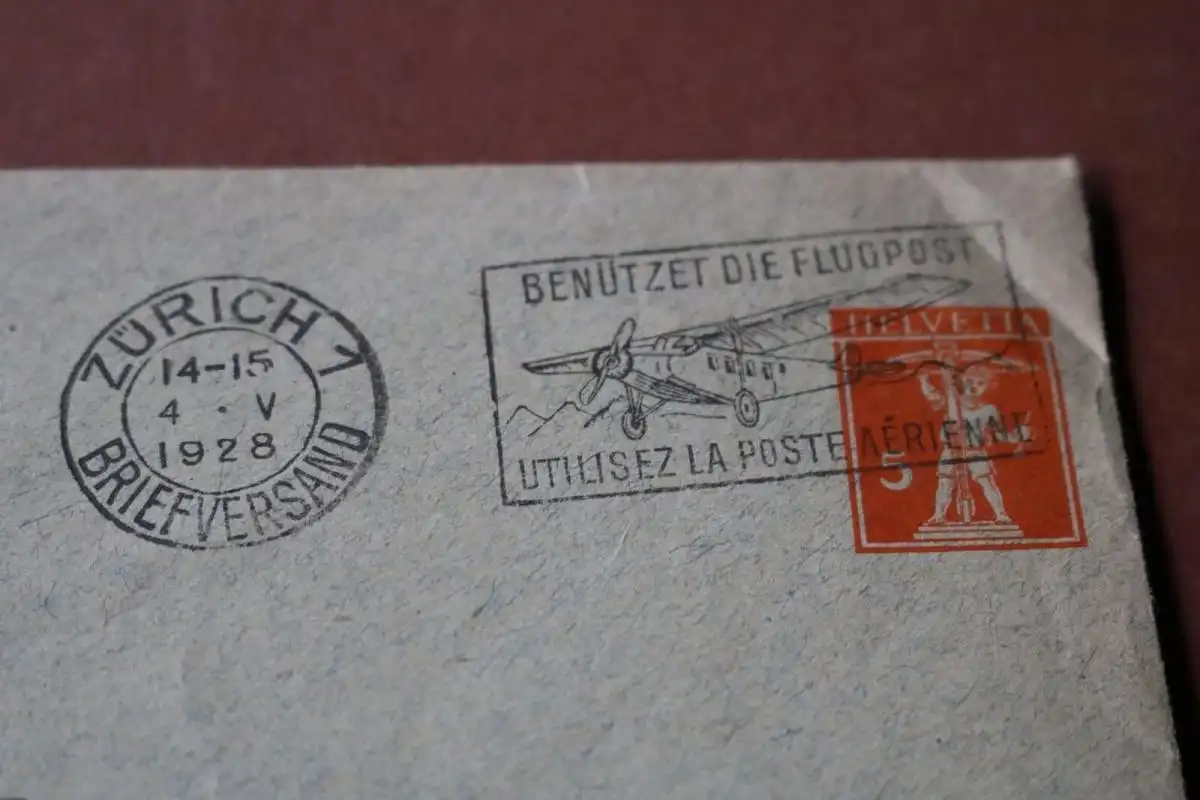 ZÜRICH 1
14-15
4 · V
1928
BRIEFVERSAND
BENÜTZET DIE FLUGPOST
UTILISEZ LA POSTE AÉRIENNE
HELVETIA
5